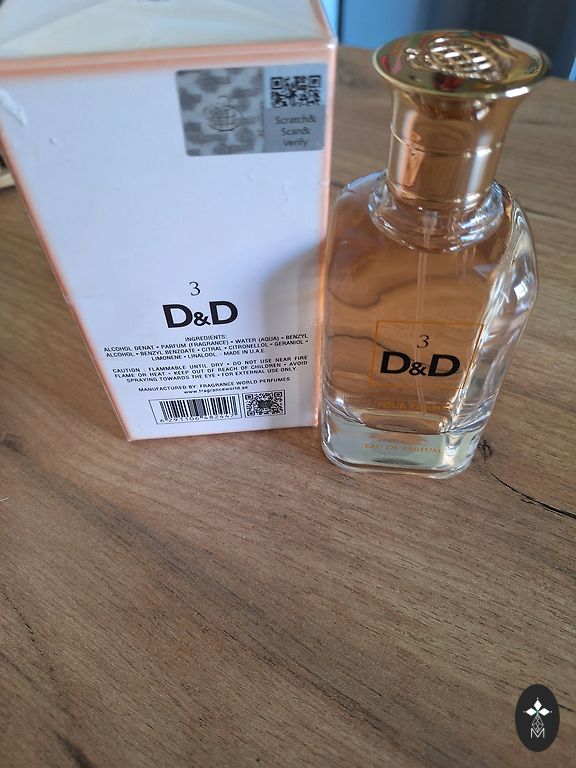 Scratch&
Scan&
Verify
3
D&D
INGREDIENTS:
ALCOHOL DENAT • PARFUM (FRAGRANCE) • WATER (AQUA) • BENZYL
ALCOHOL • BENZYL BENZOATE • CITRAL • CITRONELLOL • GERANIOL •
LIMONENE • LINALOOL. - MADE IN U.A.E.
CAUTION : FLAMMABLE UNTIL DRY • DO NOT USE NEAR FIRE
FLAME OR HEAT • KEEP OUT OF REACH OF CHILDREN • AVOID
SPRAYING TOWARDS THE EYES • FOR EXTERNAL USE ONLY
MANUFACTURED BY: FRAGRANCE WORLD PERFUMES
www.fragranceworld.ae
3
D&D
EAU DE PARFUM
M